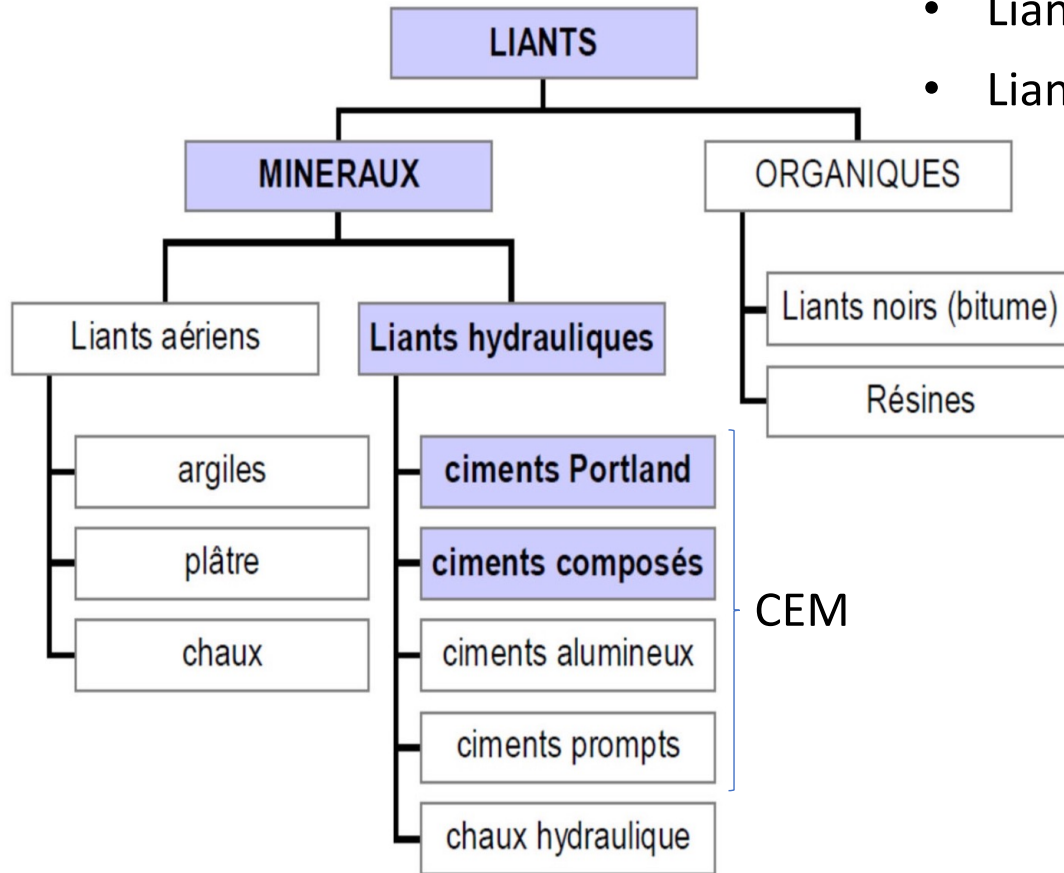 LIANTS
MINERAUX
ORGANIQUES
Liants aériens
Liants hydrauliques
Liants noirs (bitume)
Résines
argiles
plâtre
chaux
ciments Portland
ciments composés
ciments alumineux
ciments prompts
chaux hydraulique
CEM